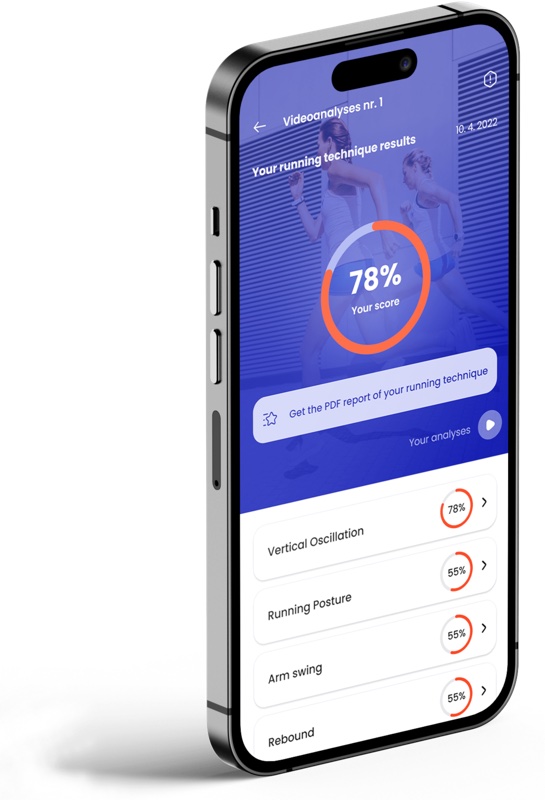 Videoanalyses nr. 1
10. 4. 2022
Your running technique results
78%
Your score
Get the PDF report of your running technique
Your analyses
Vertical Oscillation
78%
Running Posture
55%
Arm swing
55%
Rebound
55%